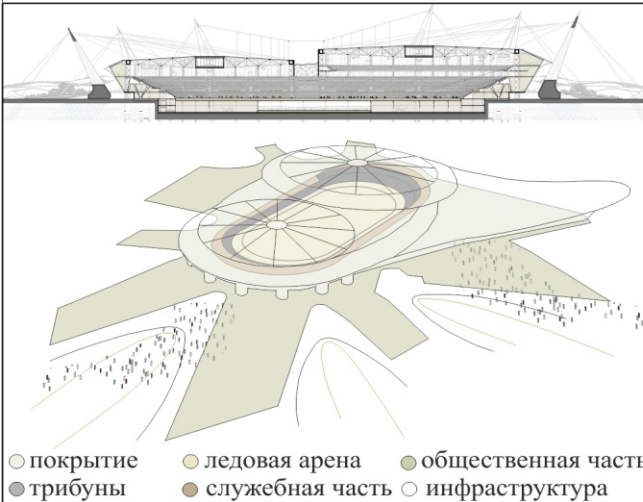 покрытие ледовая арена общественная часть
трибуны служебная часть инфраструктура